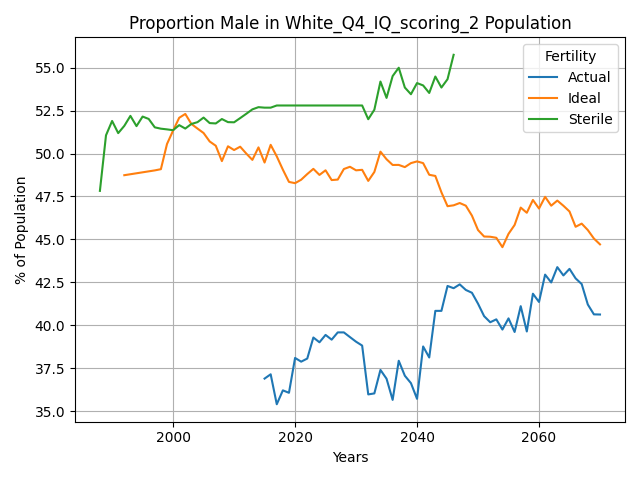 Proportion Male in White_Q4_IQ_scoring_2 Population
% of Population
55.0
52.5
50.0
47.5
45.0
42.5
40.0
37.5
35.0
Fertility
Actual
Ideal
Sterile
2000
2020
2040
2060
Years